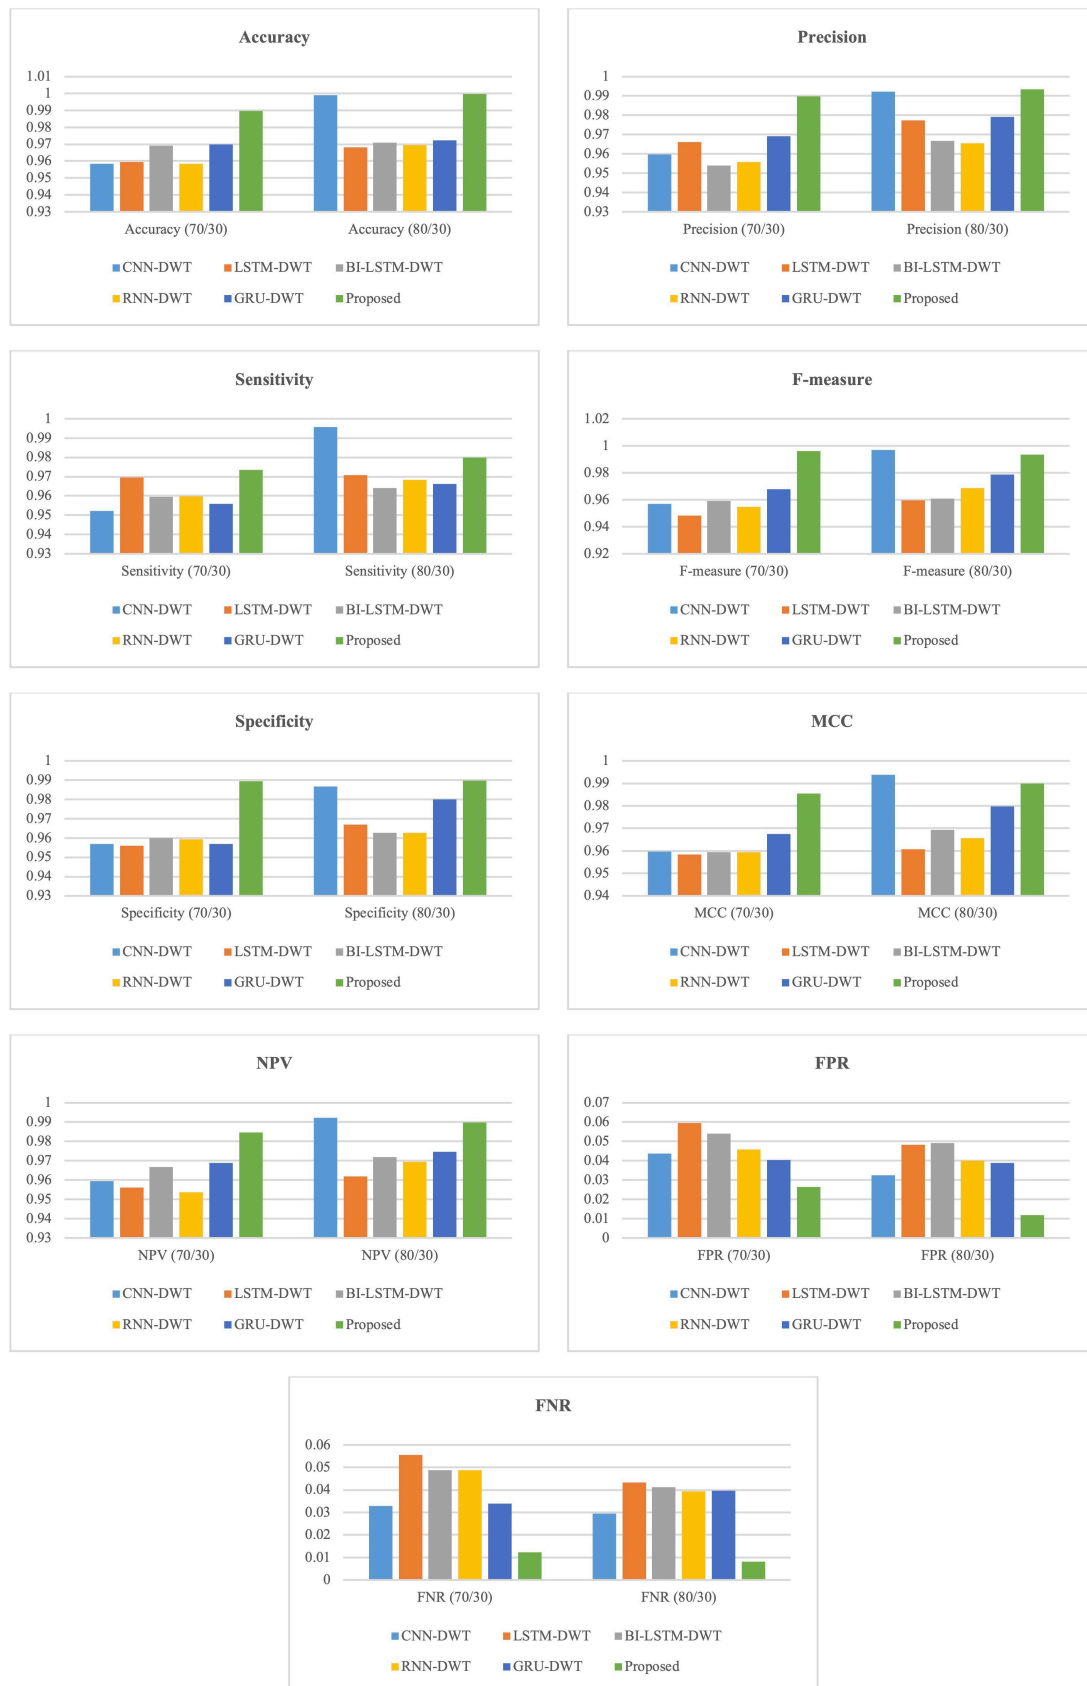 Accuracy
1.01
1
0.99
0.98
0.97
0.96
0.95
0.94
0.93
Accuracy (70/30) Accuracy (80/30)
CNN-DWT LSTM-DWT BI-LSTM-DWT
RNN-DWT GRU-DWT Proposed
Precision
1
0.99
0.98
0.97
0.96
0.95
0.94
0.93
Precision (70/30) Precision (80/30)
CNN-DWT LSTM-DWT BI-LSTM-DWT
RNN-DWT GRU-DWT Proposed
Sensitivity
1
0.99
0.98
0.97
0.96
0.95
0.94
0.93
Sensitivity (70/30) Sensitivity (80/30)
CNN-DWT LSTM-DWT BI-LSTM-DWT
RNN-DWT GRU-DWT Proposed
F-measure
1.02
1
0.98
0.96
0.94
0.92
F-measure (70/30) F-measure (80/30)
CNN-DWT LSTM-DWT BI-LSTM-DWT
RNN-DWT GRU-DWT Proposed
Specificity
1
0.99
0.98
0.97
0.96
0.95
0.94
0.93
Specificity (70/30) Specificity (80/30)
CNN-DWT LSTM-DWT BI-LSTM-DWT
RNN-DWT GRU-DWT Proposed
MCC
1
0.99
0.98
0.97
0.96
0.95
0.94
MCC (70/30) MCC (80/30)
CNN-DWT LSTM-DWT BI-LSTM-DWT
RNN-DWT GRU-DWT Proposed
NPV
1
0.99
0.98
0.97
0.96
0.95
0.94
0.93
NPV (70/30) NPV (80/30)
CNN-DWT LSTM-DWT BI-LSTM-DWT
RNN-DWT GRU-DWT Proposed
FPR
0.07
0.06
0.05
0.04
0.03
0.02
0.01
0
FPR (70/30) FPR (80/30)
CNN-DWT LSTM-DWT BI-LSTM-DWT
RNN-DWT GRU-DWT Proposed
FNR
0.06
0.05
0.04
0.03
0.02
0.01
0
FNR (70/30) FNR (80/30)
CNN-DWT LSTM-DWT BI-LSTM-DWT
RNN-DWT GRU-DWT Proposed